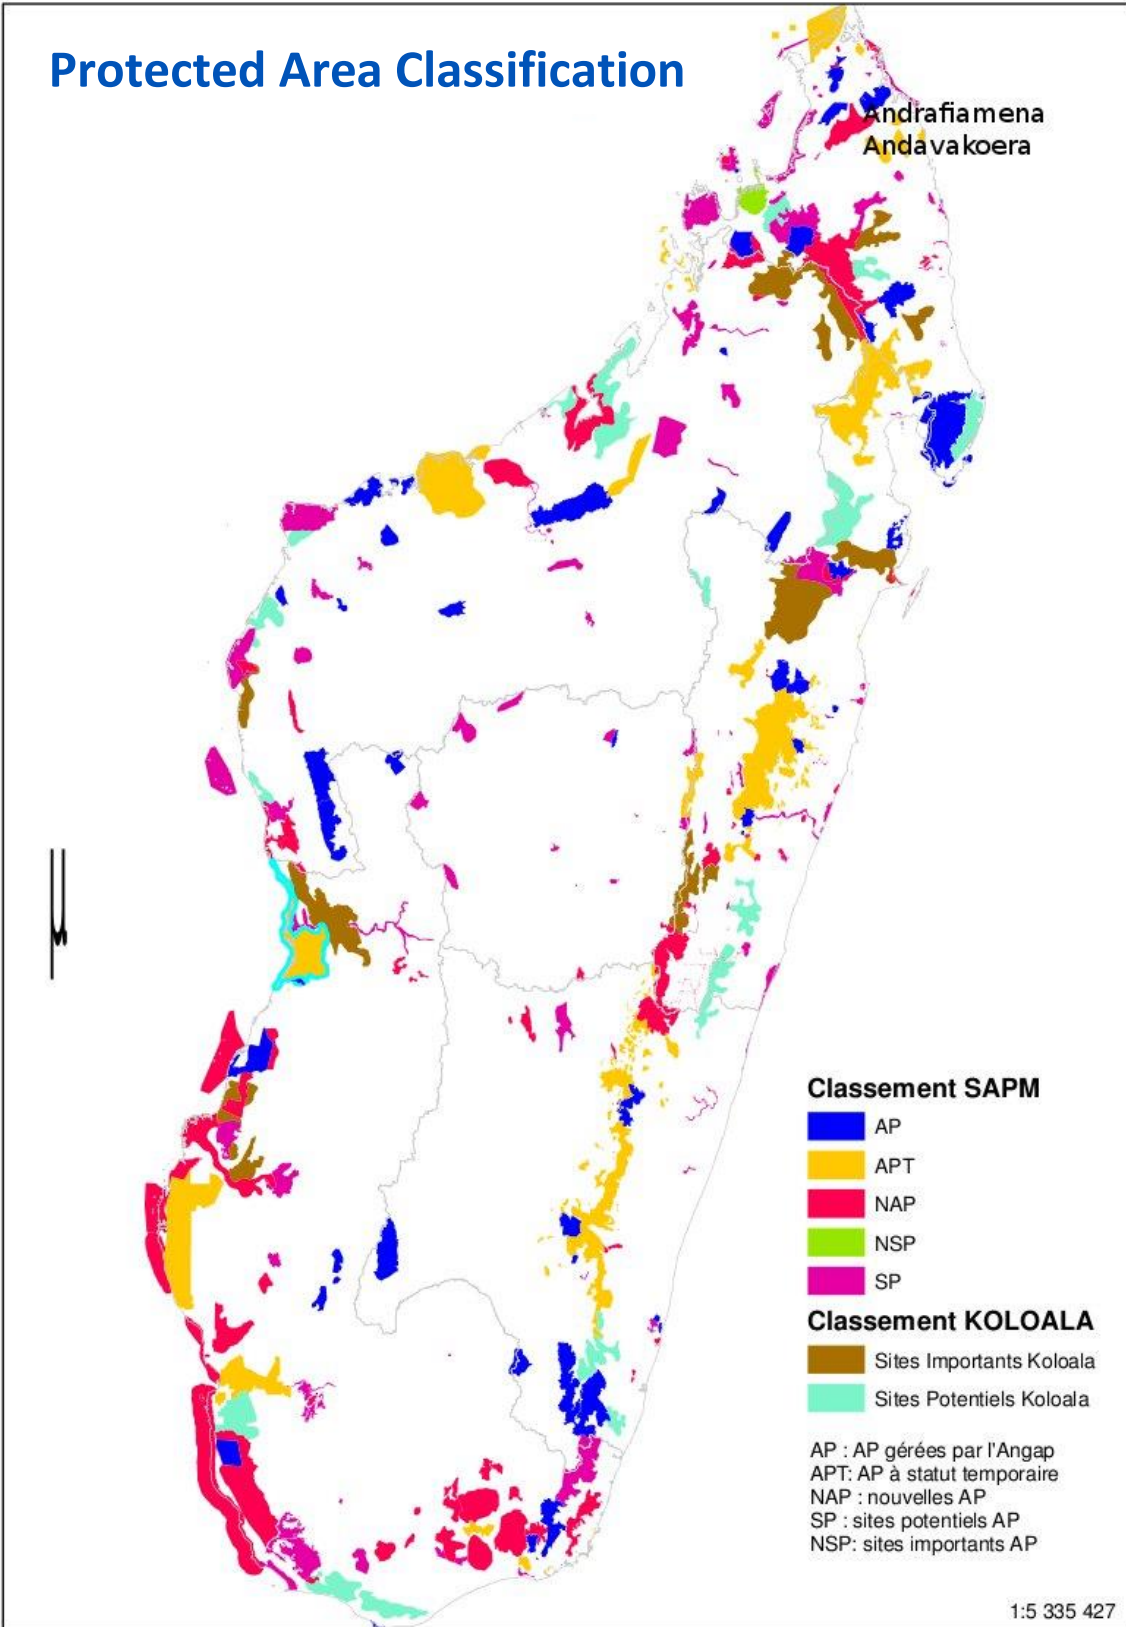 Protected Area Classification
Andrafiamena
Andavakoera
µ
Classement SAPM
AP
APT
NAP
NSP
SP
Classement KOLOALA
Sites Importants Koloala
Sites Potentiels Koloala
AP : AP gérées par l'Angap
APT: AP à statut temporaire
NAP : nouvelles AP
SP : sites potentiels AP
NSP: sites importants AP
1:5 335 427